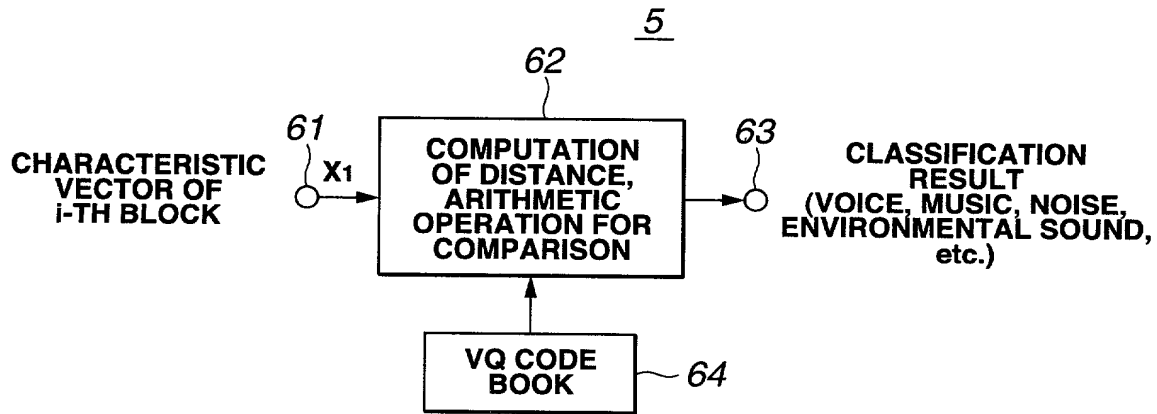 5
62
61
63
CHARACTERISTIC
VECTOR OF
i-TH BLOCK
X1
COMPUTATION
OF DISTANCE,
ARITHMETIC
OPERATION FOR
COMPARISON
CLASSIFICATION
RESULT
(VOICE, MUSIC, NOISE,
ENVIRONMENTAL SOUND,
etc.)
VQ CODE
BOOK
64